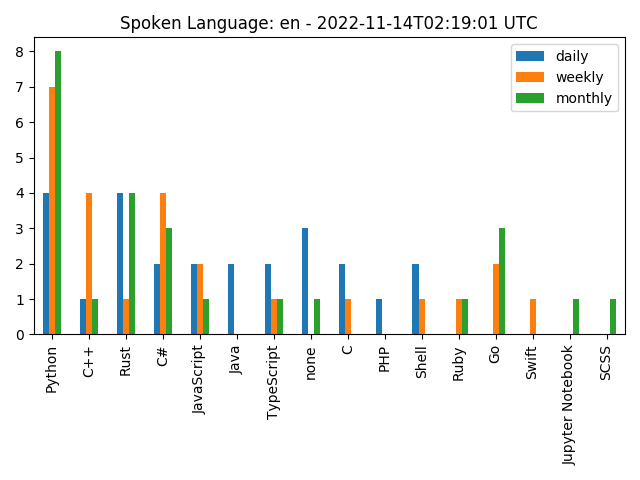 Spoken Language: en - 2022-11-14T02:19:01 UTC
daily
weekly
monthly
8
7
6
5
4
3
2
1
0
Python
C++
Rust
C#
JavaScript
Java
TypeScript
none
C
PHP
Shell
Ruby
Go
Swift
Jupyter Notebook
SCSS